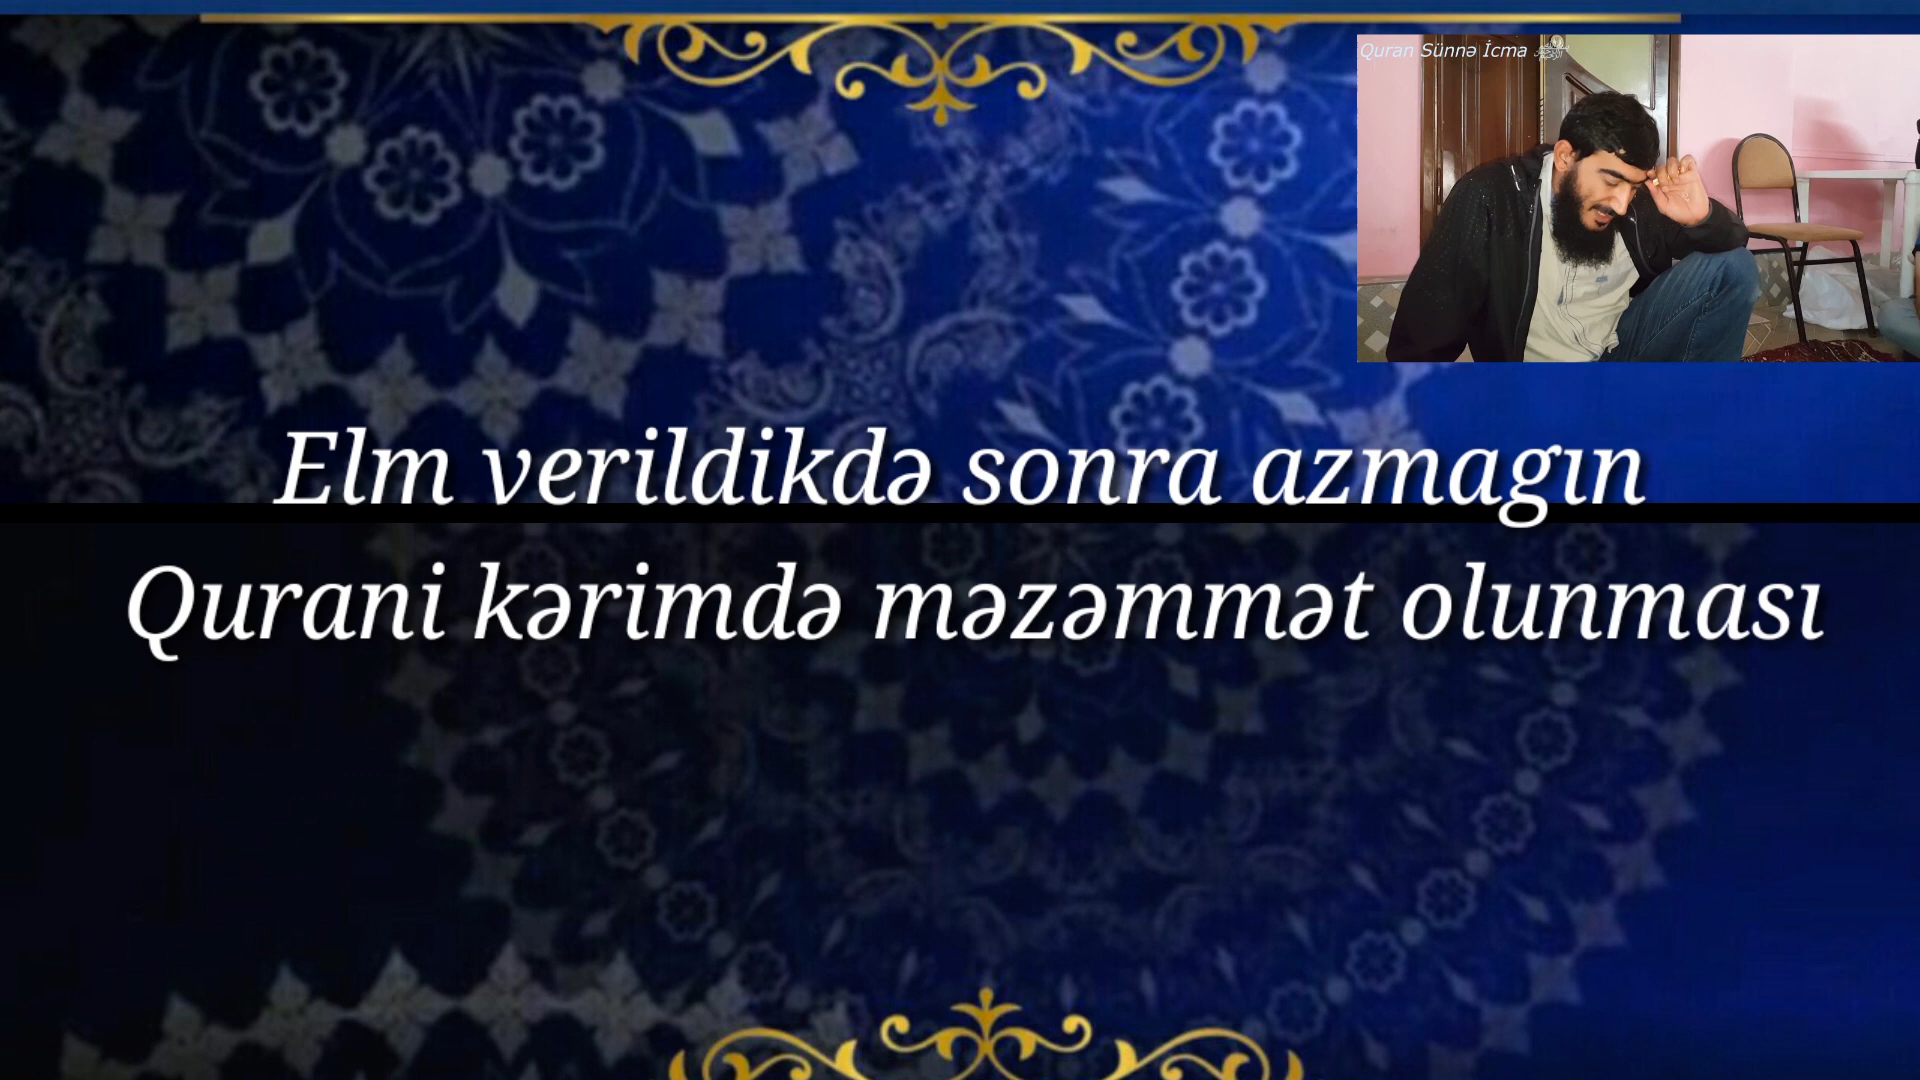 Quran Sünnə İcma
Elm verildikdə sonra azmagın
Qurani kərimdə məzəmmət olunması